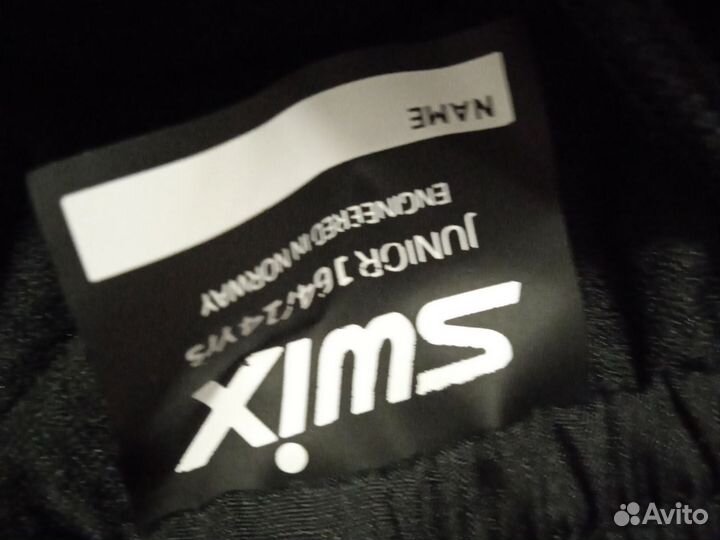 Swix
JUNIOR 164/14 yrs
ENGINEERED IN NORWAY
NAME
Avito